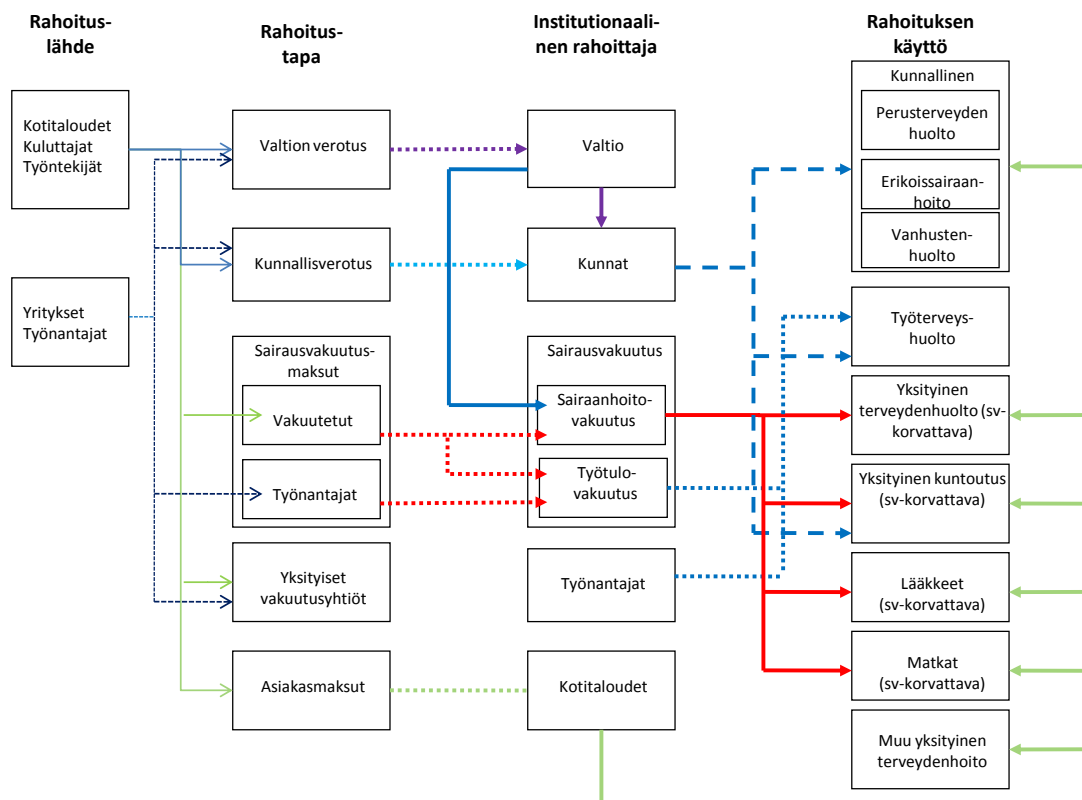 Rahoitus-
lähde
Rahoitus-
tapa
Institutionaali-
nen rahoittaja
Rahoituksen
käyttö
Kotitaloudet
Kuluttajat
Työntekijät
Yritykset
Työnantajat
Valtion verotus
Kunnallisverotus
Sairausvakuutus-
maksut
Vakuutetut
Työnantajat
Yksityiset
vakuutusyhtiöt
Asiakasmaksut
Valtio
Kunnat
Sairausvakuutus
Sairaanhoito-
vakuutus
Työtulo-
vakuutus
Työnantajat
Kotitaloudet
Kunnallinen
Perusterveyden
huolto
Erikoissairaan-
hoito
Vanhusten-
huolto
Työterveys-
huolto
Yksityinen
terveydenhuolto (sv-
korvattava)
Yksityinen kuntoutus
(sv-korvattava)
Lääkkeet
(sv-korvattava)
Matkat
(sv-korvattava)
Muu yksityinen
terveydenhoito